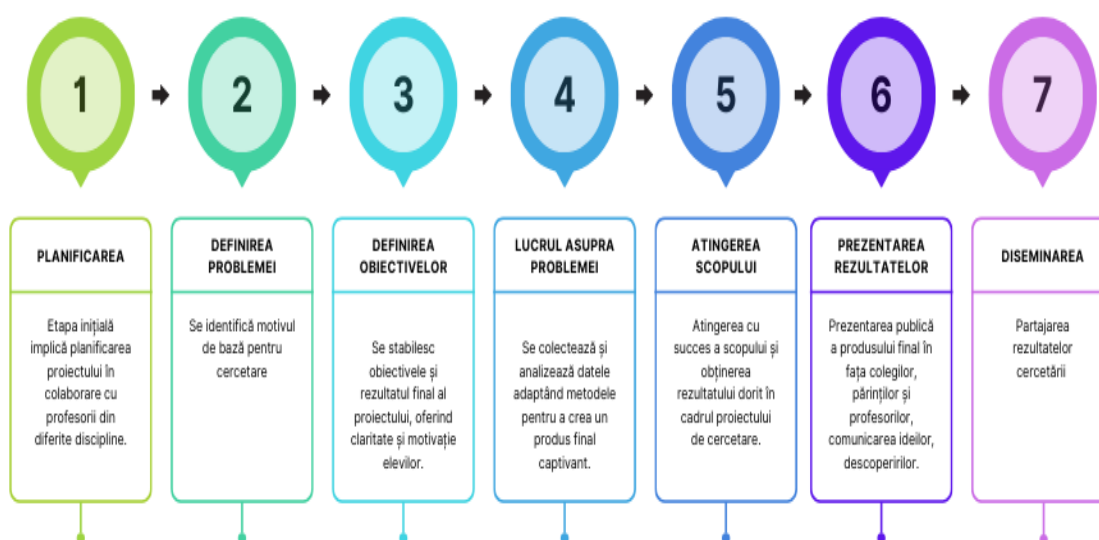 1
2
3
4
5
6
7
PLANIFICAREA
Etapa inițială
implică planificarea
proiectului în
colaborare cu
profesorii din
diferite discipline.
DEFINIREA
PROBLEMEI
Se identifică motivul
de bază pentru
cercetare
DEFINIREA
OBIECTIVELOR
Se stabilesc
obiectivele și
rezultatul final al
proiectului, oferind
claritate și motivație
elevilor.
LUCRUL ASUPRA
PROBLEMEI
Se colectează și
analizează datele
adaptând metodele
pentru a crea un
produs final
captivant.
ATINGEREA
SCOPULUI
Atingerea cu
succes a scopului și
obținerea
rezultatului dorit în
cadrul proiectului
de cercetare.
PREZENTAREA
REZULTATELOR
Prezentarea publică
a produsului final în
fața colegilor,
părinților și
profesorilor,
comunicarea ideilor,
descoperirilor.
DISEMINAREA
Partajarea
rezultatelor
cercetării